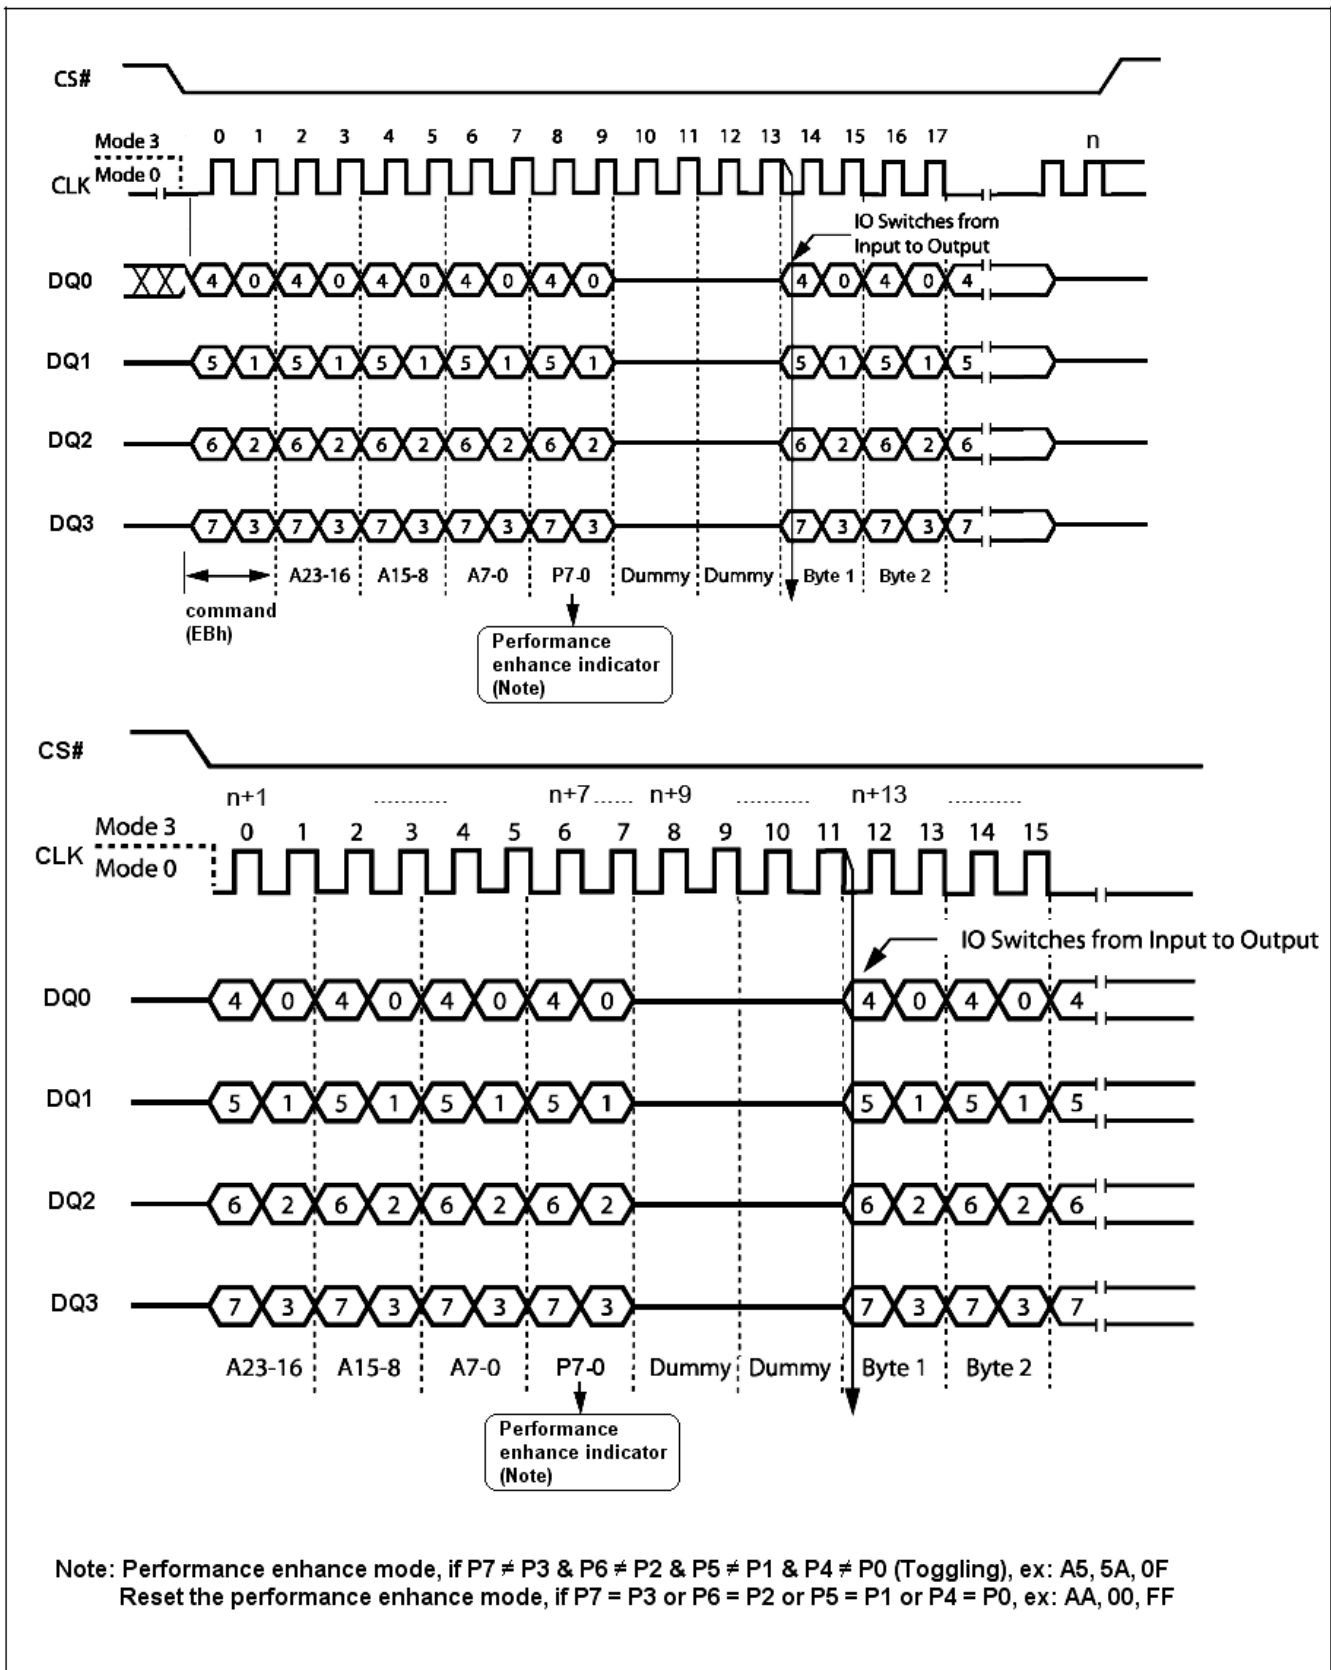 CS#
0 1 2 3 4 5 6 7 8 9 10 11 12 13 14 15 16 17 n
Mode 3
CLK Mode 0
IO Switches from
Input to Output
DQ0 4 0 4 0 4 0 4 0 4 0 4 0 4 0 4
DQ1 5 1 5 1 5 1 5 1 5 1 5 1 5 1 5
DQ2 6 2 6 2 6 2 6 2 6 2 6 2 6 2 6
DQ3 7 3 7 3 7 3 7 3 7 3 7 3 7 3 7
A23-16 A15-8 A7-0 P7-0 Dummy Dummy Byte 1 Byte 2
command
(EBh)
Performance
enhance indicator
(Note)
CS#
n+1 .......... n+7 ...... n+9 .......... n+13 ..........
Mode 3 0 1 2 3 4 5 6 7 8 9 10 11 12 13 14 15
CLK Mode 0
IO Switches from Input to Output
DQ0 4 0 4 0 4 0 4 0 4 0 4 0 4
DQ1 5 1 5 1 5 1 5 1 5 1 5 1 5
DQ2 6 2 6 2 6 2 6 2 6 2 6 2 6
DQ3 7 3 7 3 7 3 7 3 7 3 7 3 7
A23-16 A15-8 A7-0 P7-0 Dummy Dummy Byte 1 Byte 2
Performance
enhance indicator
(Note)
Note: Performance enhance mode, if P7 ≠ P3 & P6 ≠ P2 & P5 ≠ P1 & P4 ≠ P0 (Toggling), ex: A5, 5A, 0F
Reset the performance enhance mode, if P7 = P3 or P6 = P2 or P5 = P1 or P4 = P0, ex: AA, 00, FF